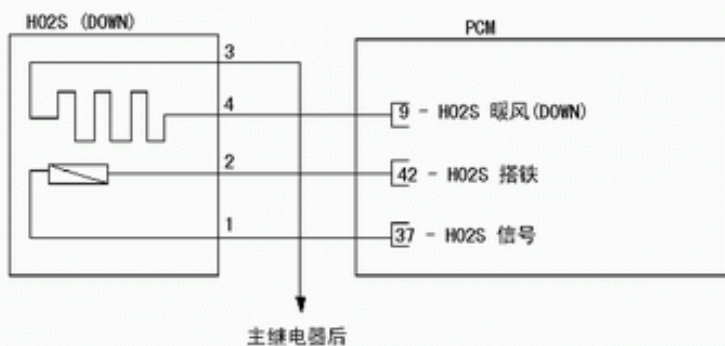 HO2S (DOWN)
PCM
3
4
9 - HO2S 暖风(DOWN)
2
42 - HO2S 搭铁
1
37 - HO2S 信号
主继电器后